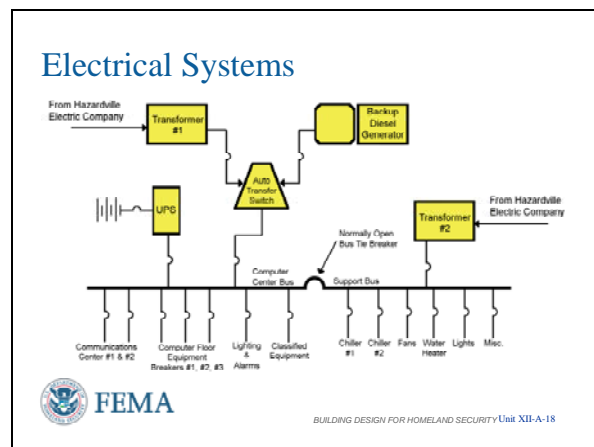 Electrical Systems
From Hazardville
Electric Company
Transformer
#1
Backup
Diesel
Generator
Auto
Transfer
Switch
UPS
From Hazardville
Electric Company
Transformer
#2
Normally Open
Bus Tie Breaker
Computer
Center Bus
Support Bus
Communications
Center #1 & #2
Computer Floor
Equipment
Breakers #1, #2, #3
Lighting
&
Alarms
Classified
Equipment
Chiller
#1
Chiller
#2
Fans
Water
Heater
Lights
Misc.
FEMA
BUILDING DESIGN FOR HOMELAND SECURITY Unit XII-A-18